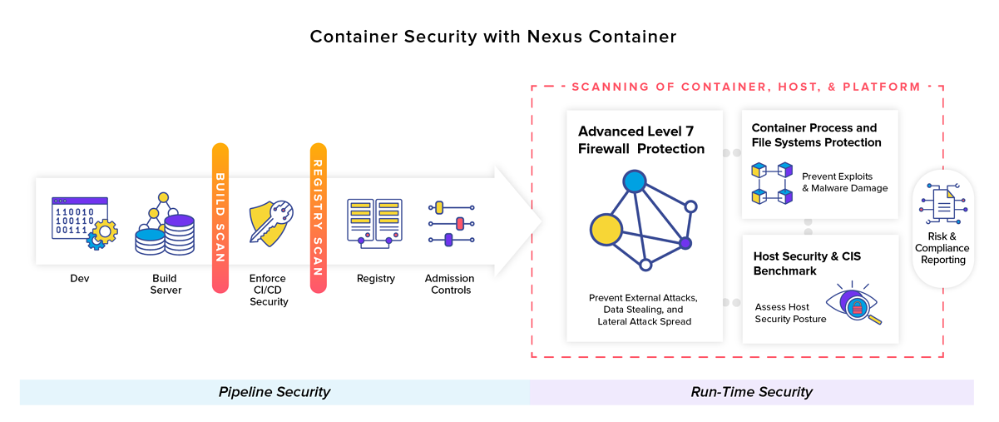 Container Security with Nexus Container
SCANNING OF CONTAINER, HOST, & PLATFORM
110010
100110
00111
Dev
Build
Server
BUILD SCAN
Enforce
CI/CD
Security
REGISTRY SCAN
Registry
Admission
Controls
Advanced Level 7
Firewall Protection
Prevent External Attacks,
Data Stealing, and
Lateral Attack Spread
Container Process and
File Systems Protection
Prevent Exploits
& Malware Damage
Host Security & CIS
Benchmark
Assess Host
Security Posture
Risk &
Compliance
Reporting
Pipeline Security
Run-Time Security